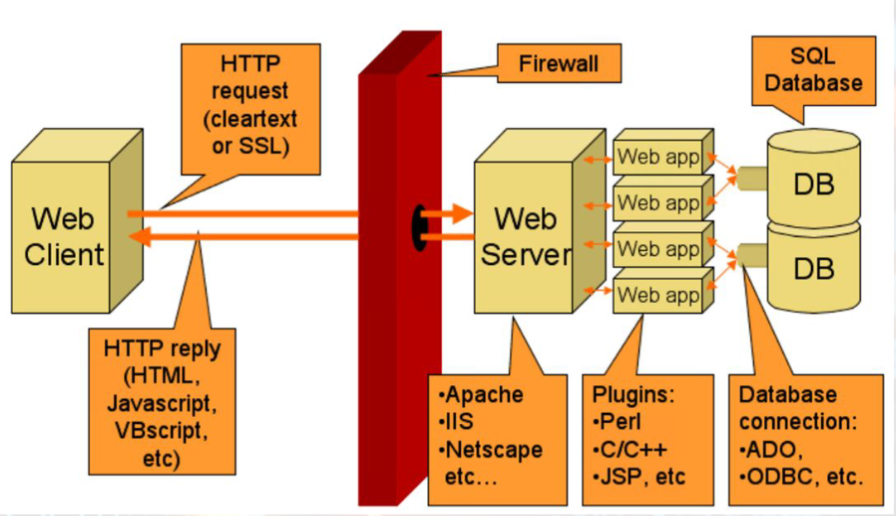 HTTP
request
(cleartext
or SSL)
Firewall
SQL
Database
Web
Client
Web
Server
Web app
Web app
Web app
Web app
DB
DB
HTTP reply
(HTML,
Javascript,
VBscript,
etc)
•Apache
•IIS
•Netscape
etc…
Plugins:
•Perl
•C/C++
•JSP, etc
Database
connection:
•ADO,
•ODBC, etc.